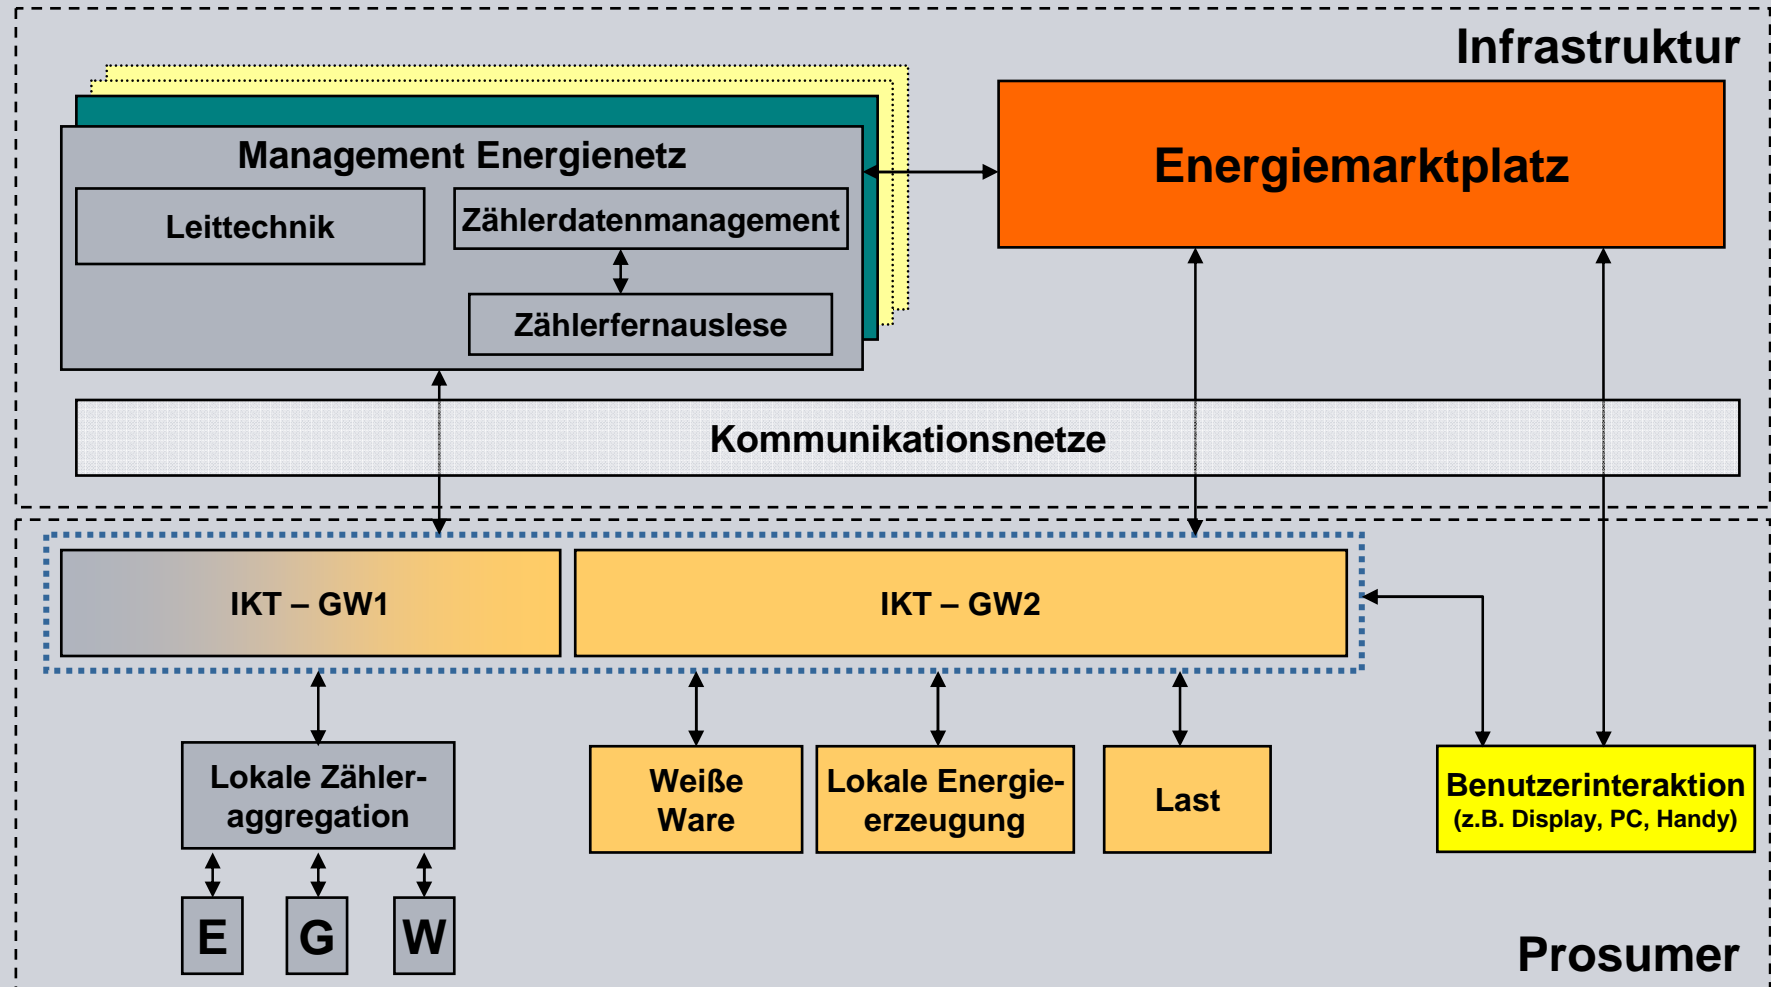 Infrastruktur
Management Energienetz
Energiemarktplatz
Leittechnik
Zählerdatenmanagement
Zählerfernauslese
Kommunikationsnetze
IKT – GW1
IKT – GW2
Lokale Zähler-
aggregation
Weiße
Ware
Lokale Energie-
erzeugung
Last
Benutzerinteraktion
(z.B. Display, PC, Handy)
E
G
W
Prosumer